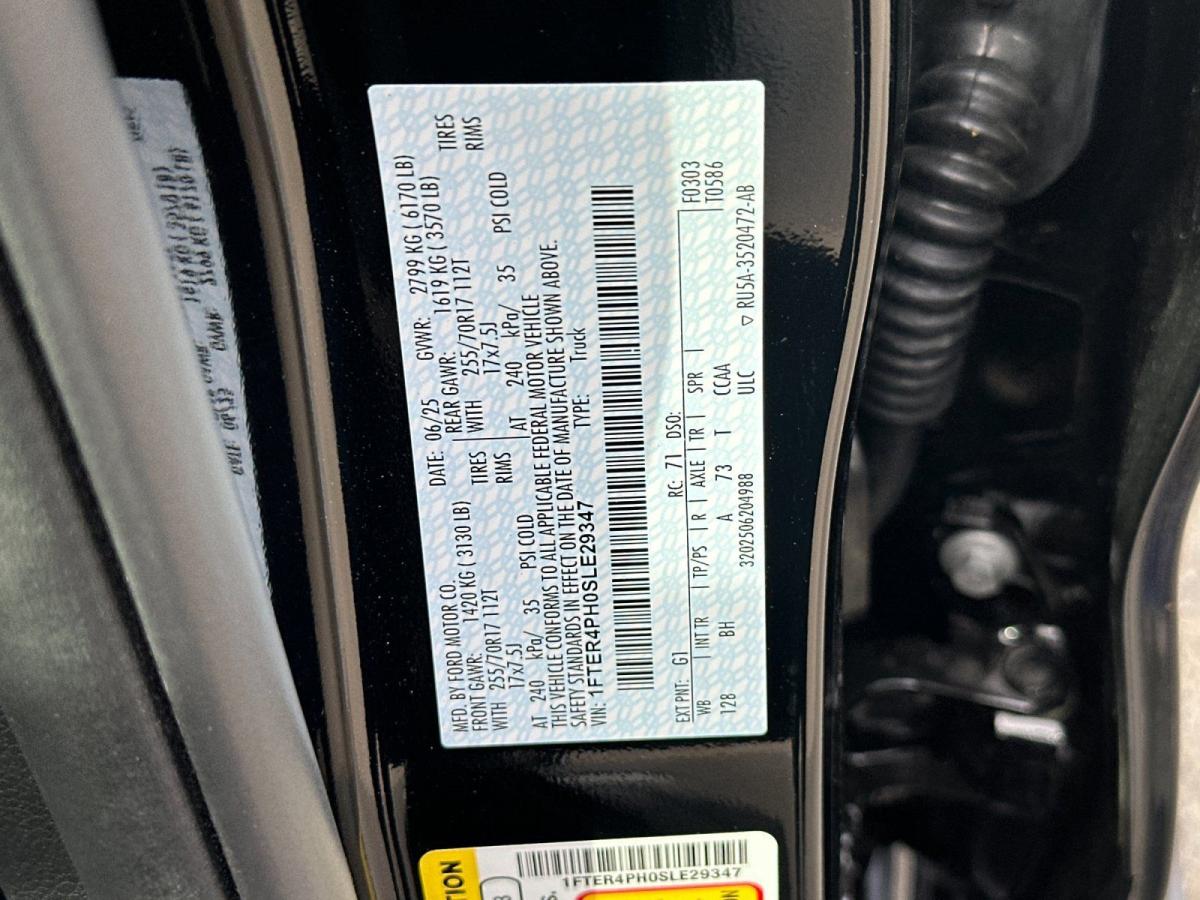 MFD. BY FORD MOTOR CO. DATE: 06/25 GVWR: 2799 KG ( 6170 LB)
FRONT GAWR: 1420 KG ( 3130 LB) REAR GAWR: 1619 KG ( 3570 LB)
WITH 255/70R17 112T TIRES WITH 255/70R17 112T TIRES
17x7.5J RIMS 17x7.5J RIMS
AT 240 kPa/ 35 PSI COLD AT 240 kPa/ 35 PSI COLD
THIS VEHICLE CONFORMS TO ALL APPLICABLE FEDERAL MOTOR VEHICLE
SAFETY STANDARDS IN EFFECT ON THE DATE OF MANUFACTURE SHOWN ABOVE.
VIN: 1FTER4PH0SLE29347 TYPE: Truck
EXT PNT: G1 RC: 71 DSO: F0303
WB INT TR TP/PS R AXLE TR SPR T0586
128 BH A 73 T CCAA
3202506204988 ULC ▽ RU5A-3520472-AB
1FTER4PH0SLE29347